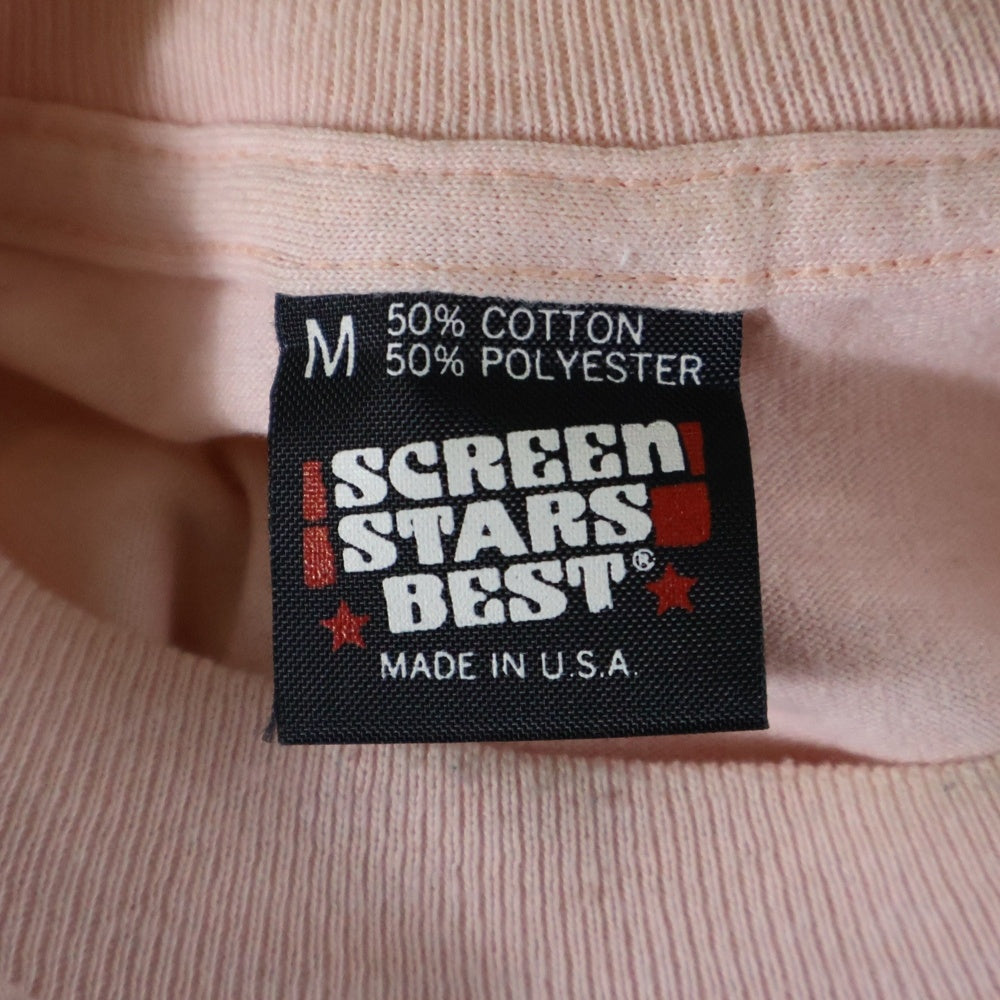 M 50% COTTON
50% POLYESTER
SCREEn
STARS
BEST®
MADE IN U.S.A.